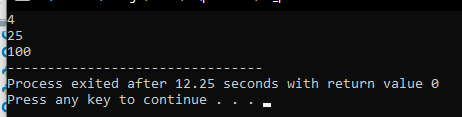 4
25
100
--------------------------------
Process exited after 12.25 seconds with return value 0
Press any key to continue . . .